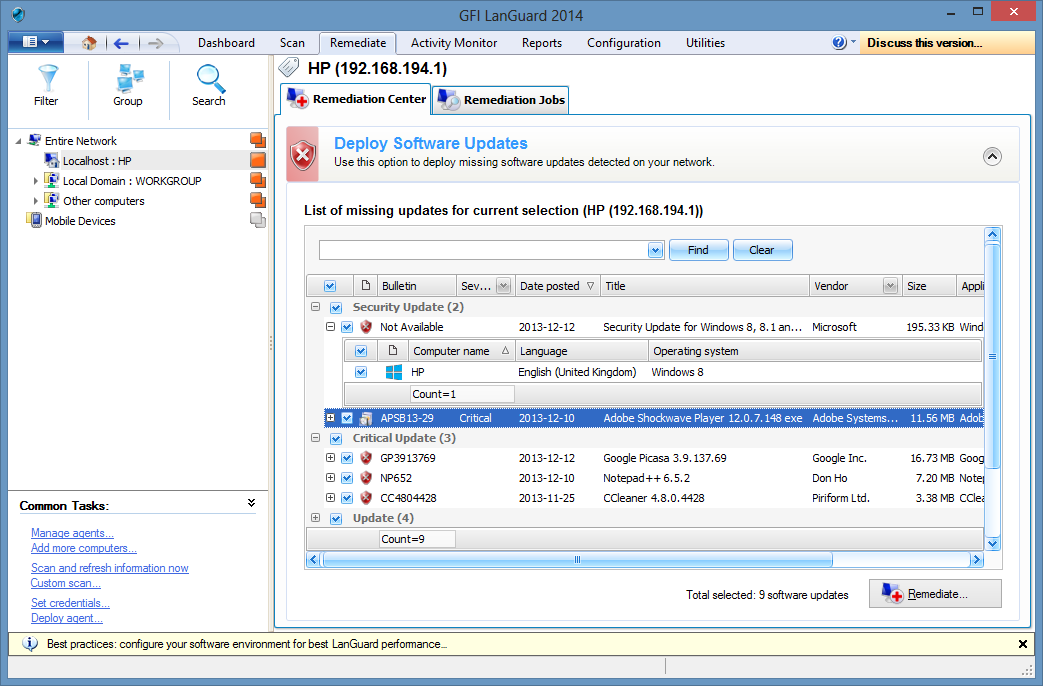 GFI LanGuard 2014
Dashboard Scan Remediate Activity Monitor Reports Configuration Utilities Discuss this version...
Filter Group Search
Entire Network
Localhost : HP
Local Domain : WORKGROUP
Other computers
Mobile Devices
Common Tasks:
Manage agents...
Add more computers...
Scan and refresh information now
Custom scan...
Set credentials...
Deploy agent...
HP (192.168.194.1)
Remediation Center Remediation Jobs
Deploy Software Updates
Use this option to deploy missing software updates detected on your network.
List of missing updates for current selection (HP (192.168.194.1))
Find Clear
Bulletin Sev... Date posted Title Vendor Size Appli
Security Update (2)
Not Available 2013-12-12 Security Update for Windows 8, 8.1 an... Microsoft 195.33 KB Wind
Computer name Language Operating system
HP English (United Kingdom) Windows 8
Count=1
APSB13-29 Critical 2013-12-10 Adobe Shockwave Player 12.0.7.148 exe Adobe Systems... 11.56 MB Adob
Critical Update (3)
GP3913769 2013-12-12 Google Picasa 3.9.137.69 Google Inc. 16.73 MB Goog
NP652 2013-12-10 Notepad++ 6.5.2 Don Ho 7.20 MB Notep
CC4804428 2013-11-25 CCleaner 4.8.0.4428 Piriform Ltd. 3.38 MB CClea
Update (4)
Count=9
Total selected: 9 software updates Remediate...
Best practices: configure your software environment for best LanGuard performance...